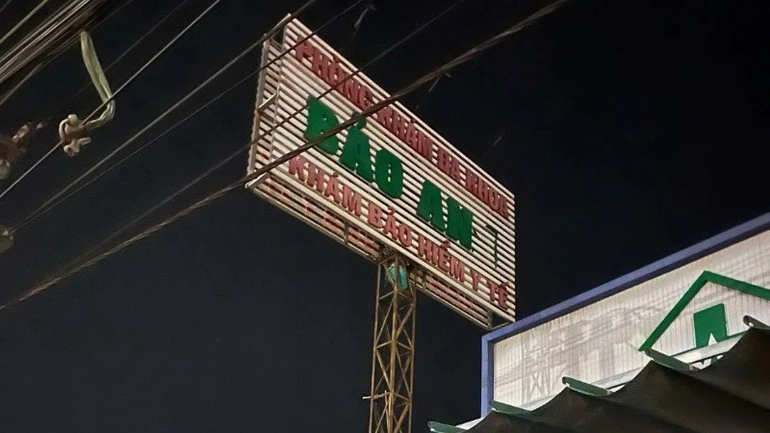 PHÒNG KHÁM ĐA KHOA
BẢO AN
KHÁM BẢO HIỂM Y TẾ